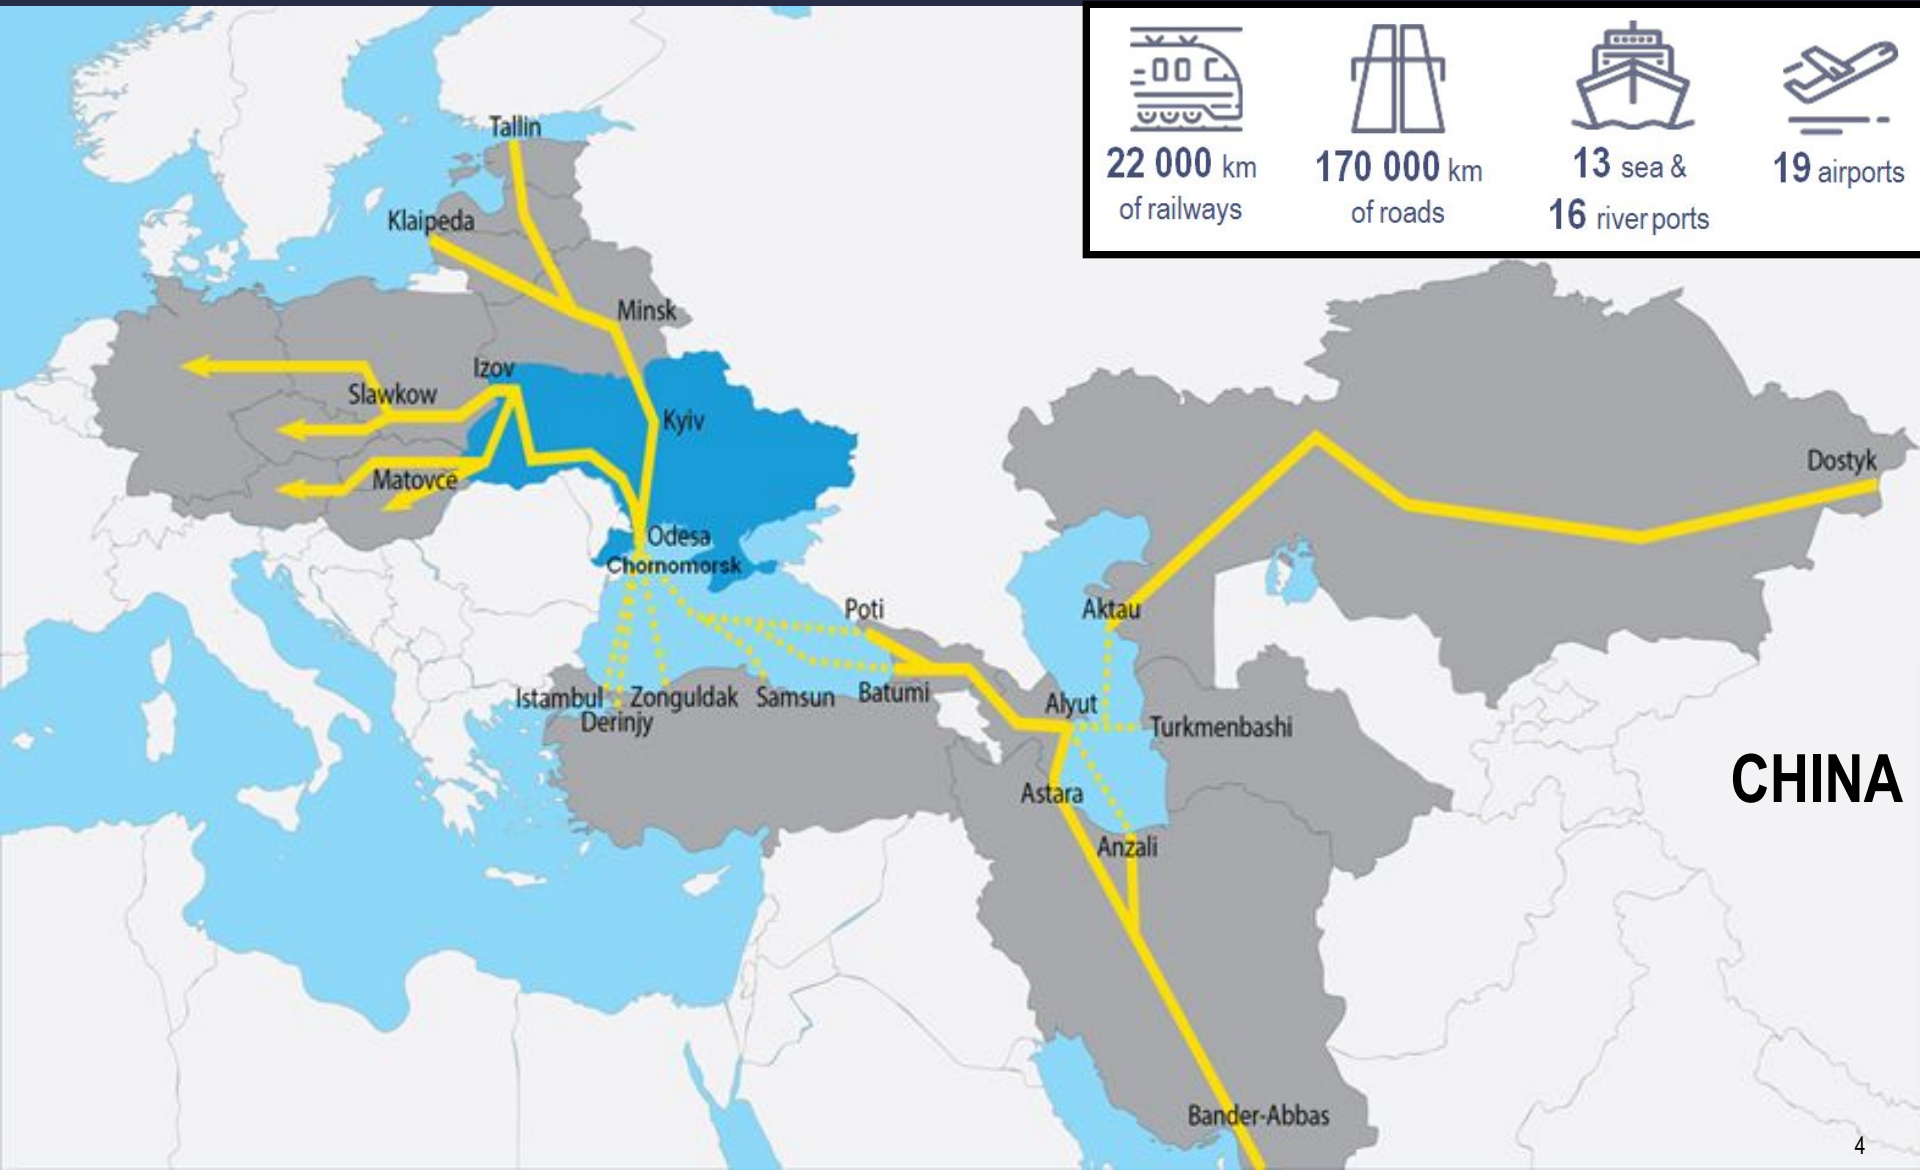 22 000 km
of railways
170 000 km
of roads
13 sea &
16 river ports
19 airports
Tallin
Klaipeda
Minsk
Izov
Slawkow
Kyiv
Matovce
Dostyk
Odesa
Chornomorsk
Poti
Aktau
Istambul
Zonguldak
Samsun
Batumi
Alyut
Derinjy
Turkmenbashi
CHINA
Astara
Anzali
Bander-Abbas
4